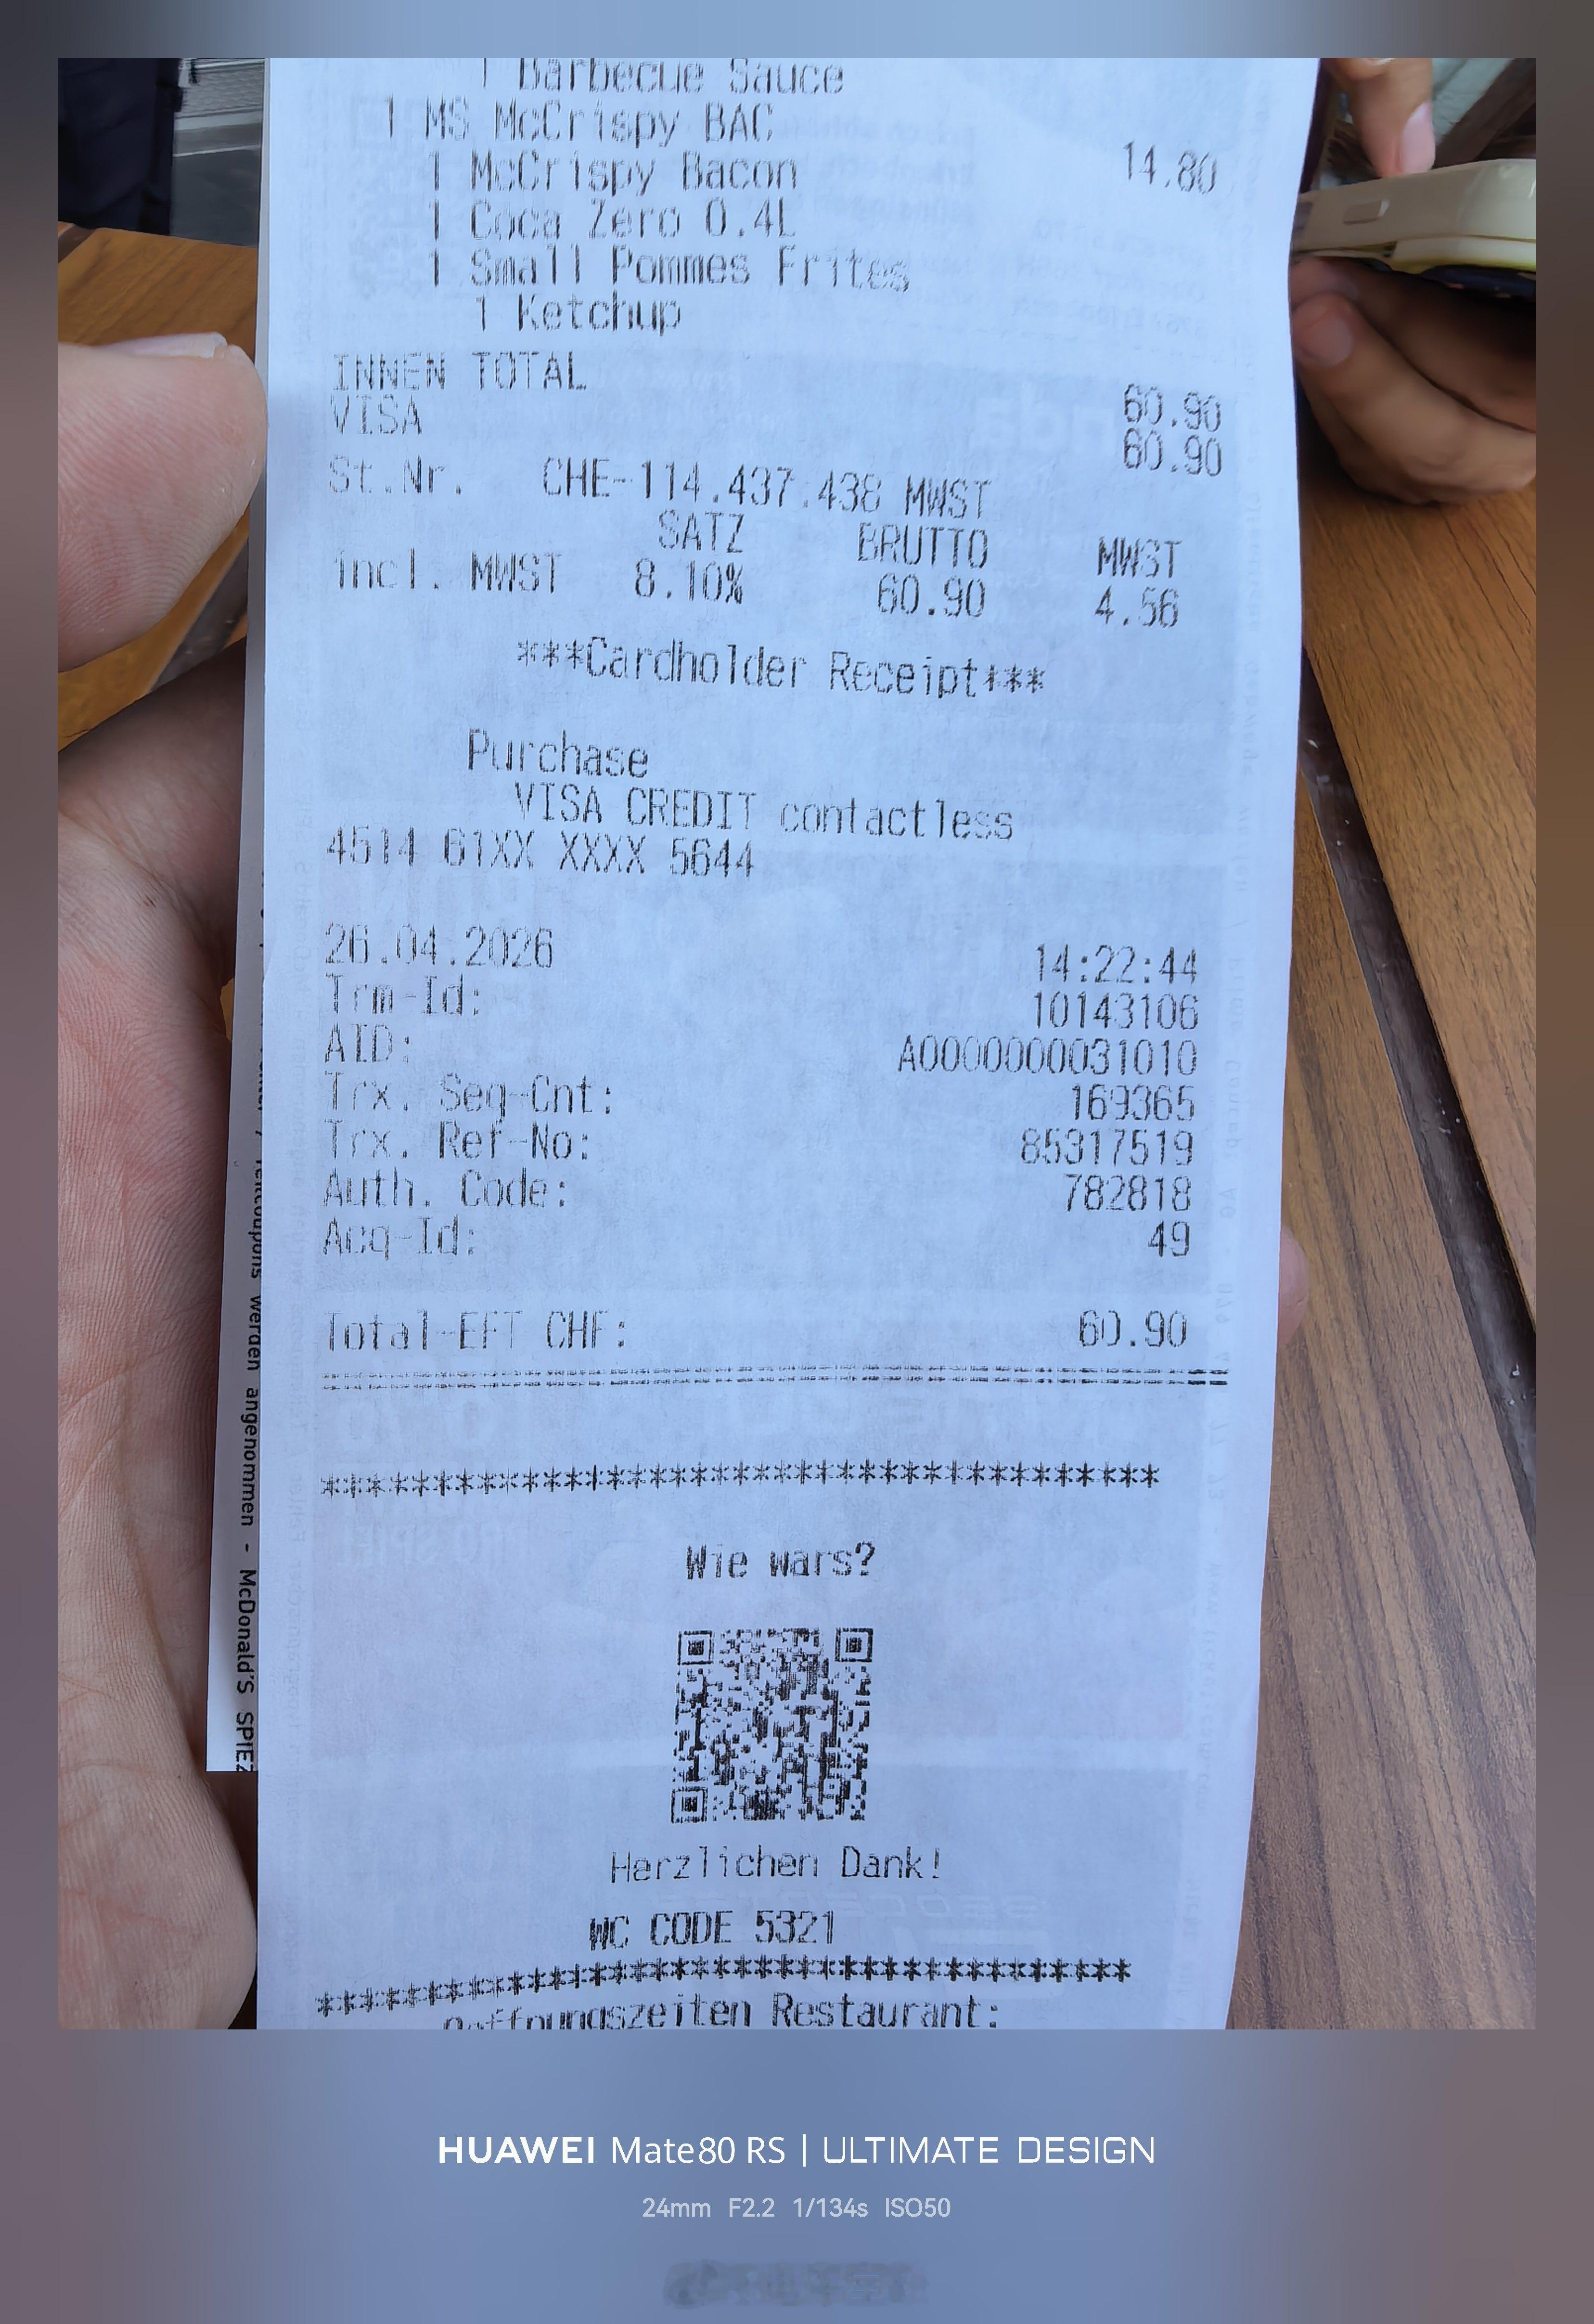 1 Barbecue Sauce
1 MS McCrispy BAC 14.80
1 McCrispy Bacon
1 Coca Zero 0.4L
1 Small Pommes Frites
1 Ketchup
INNEN TOTAL 60.90
VISA 60.90
St.Nr. CHE-114.437.438 MWST
SATZ BRUTTO MWST
incl. MWST 8.10% 60.90 4.56
***Cardholder Receipt***
Purchase
VISA CREDIT contactless
4514 61XX XXXX 5644
26.04.2026 14:22:44
Trm-Id: 10143106
AID: A0000000031010
Trx. Seq-Cnt: 169365
Trx. Ref-No: 85317519
Auth. Code: 782818
Acq-Id: 49
Total-EFT CHF: 60.90
Wie wars?
Herzlichen Dank!
WC CODE 5321
Oeffnungszeiten Restaurant:
werden angenommen - McDonald'S SPIEZ
HUAWEI Mate80 RS | ULTIMATE DESIGN
24mm F2.2 1/134s ISO50